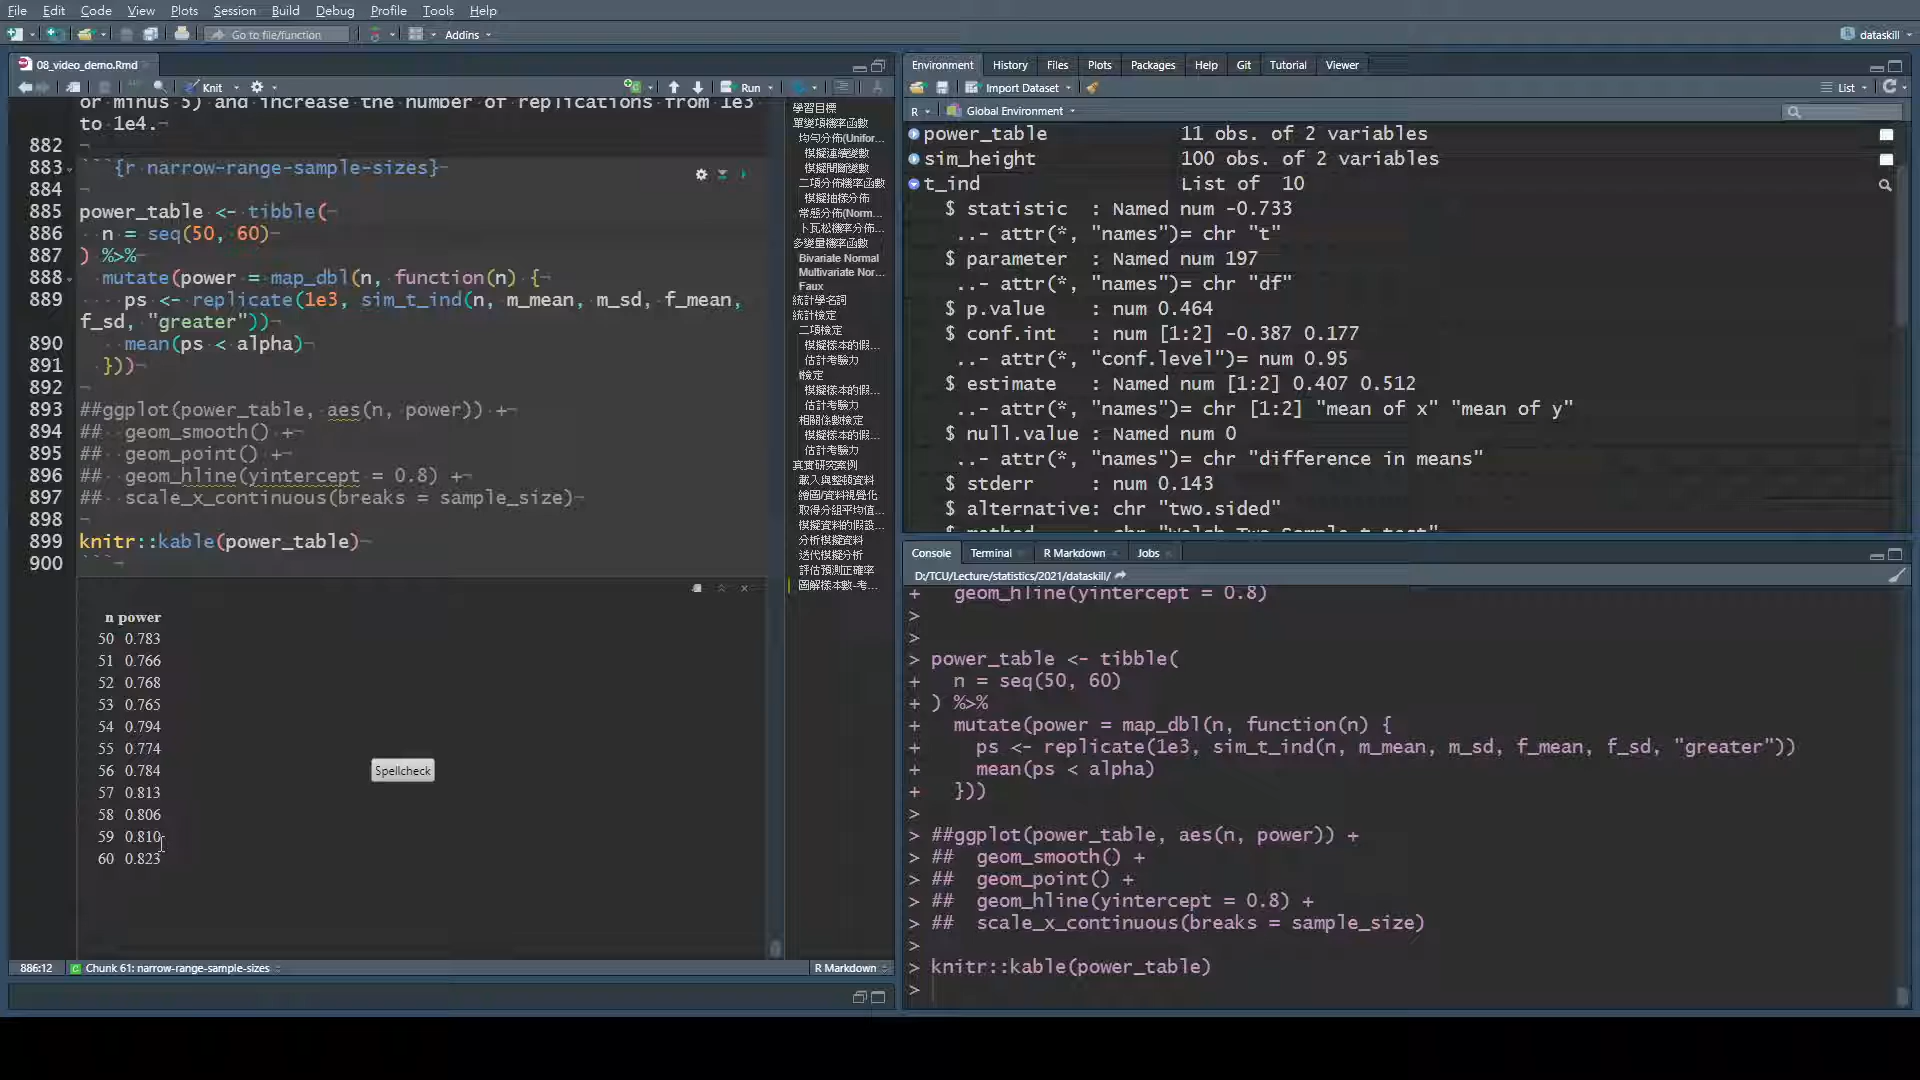 File Edit Code View Plots Session Build Debug Profile Tools Help
Go to file/function Addins dataskill
08_video_demo.Rmd
Knit Run
or minus 5) and increase the number of replications from 1e3
to 1e4.
882
883 ```{r narrow-range-sample-sizes}
884
885 power_table <- tibble(
886 n = seq(50, 60)
887 ) %>%
888 mutate(power = map_dbl(n, function(n) {
889 ps <- replicate(1e3, sim_t_ind(n, m_mean, m_sd, f_mean,
f_sd, "greater"))
890 mean(ps < alpha)
891 }))
892
893 ##ggplot(power_table, aes(n, power)) +
894 ## geom_smooth() +
895 ## geom_point() +
896 ## geom_hline(yintercept = 0.8) +
897 ## scale_x_continuous(breaks = sample_size)
898
899 knitr::kable(power_table)
900 ```
n power
50 0.783
51 0.766
52 0.768
53 0.765
54 0.794
55 0.774
56 0.784
57 0.813
58 0.806
59 0.810
60 0.823
Spellcheck
886:12 Chunk 61: narrow-range-sample-sizes R Markdown
學習目標
單變項機率函數
均勻分佈(Unifor...
模擬連續變數
模擬間斷變數
二項分佈機率函數
模擬抽樣分佈
常態分佈(Norm...
卜瓦松機率函數
多變量機率函數
Bivariate Normal
Multivariate Nor...
Faux
統計學名詞
統計檢定
二項檢定
模擬樣本的假...
估計考驗力
t檢定
模擬樣本的假...
估計考驗力
相關係數檢定
模擬樣本的假...
估計考驗力
真實研究案例
載入與整頓資料
繪圖/資料視覺化
取得分組平均值...
模擬資料的假設...
分析模擬資料
迭代模擬分析
評估預測正確率
圖解樣本數-考...
Environment History Files Plots Packages Help Git Tutorial Viewer
Import Dataset List
R Global Environment
power_table 11 obs. of 2 variables
sim_height 100 obs. of 2 variables
t_ind List of 10
$ statistic : Named num -0.733
..- attr(*, "names")= chr "t"
$ parameter : Named num 197
..- attr(*, "names")= chr "df"
$ p.value : num 0.464
$ conf.int : num [1:2] -0.387 0.177
..- attr(*, "conf.level")= num 0.95
$ estimate : Named num [1:2] 0.407 0.512
..- attr(*, "names")= chr [1:2] "mean of x" "mean of y"
$ null.value : Named num 0
..- attr(*, "names")= chr "difference in means"
$ stderr : num 0.143
$ alternative: chr "two.sided"
$ method : chr "Welch Two Sample t-test"
Console Terminal R Markdown Jobs
D:/TCU/Lecture/statistics/2021/dataskill/
+ geom_hline(yintercept = 0.8)
>
>
> power_table <- tibble(
+ n = seq(50, 60)
+ ) %>%
+ mutate(power = map_dbl(n, function(n) {
+ ps <- replicate(1e3, sim_t_ind(n, m_mean, m_sd, f_mean, f_sd, "greater"))
+ mean(ps < alpha)
+ }))
>
> ##ggplot(power_table, aes(n, power)) +
> ## geom_smooth() +
> ## geom_point() +
> ## geom_hline(yintercept = 0.8) +
> ## scale_x_continuous(breaks = sample_size)
>
> knitr::kable(power_table)
>